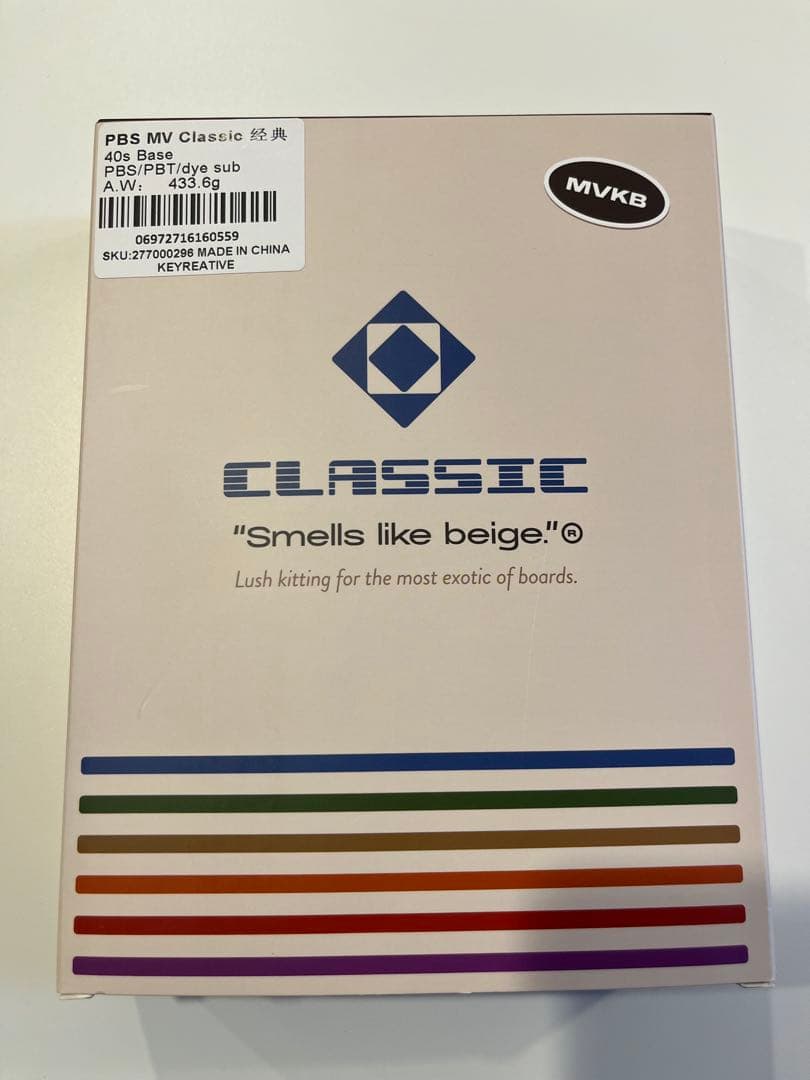 PBS MV Classic 经典
40s Base
PBS/PBT/dye sub
A.W: 433.6g
06972716160559
SKU:277000296 MADE IN CHINA
KEYREATIVE
MVKB
CLASSIC
"Smells like beige."®
Lush kitting for the most exotic of boards.